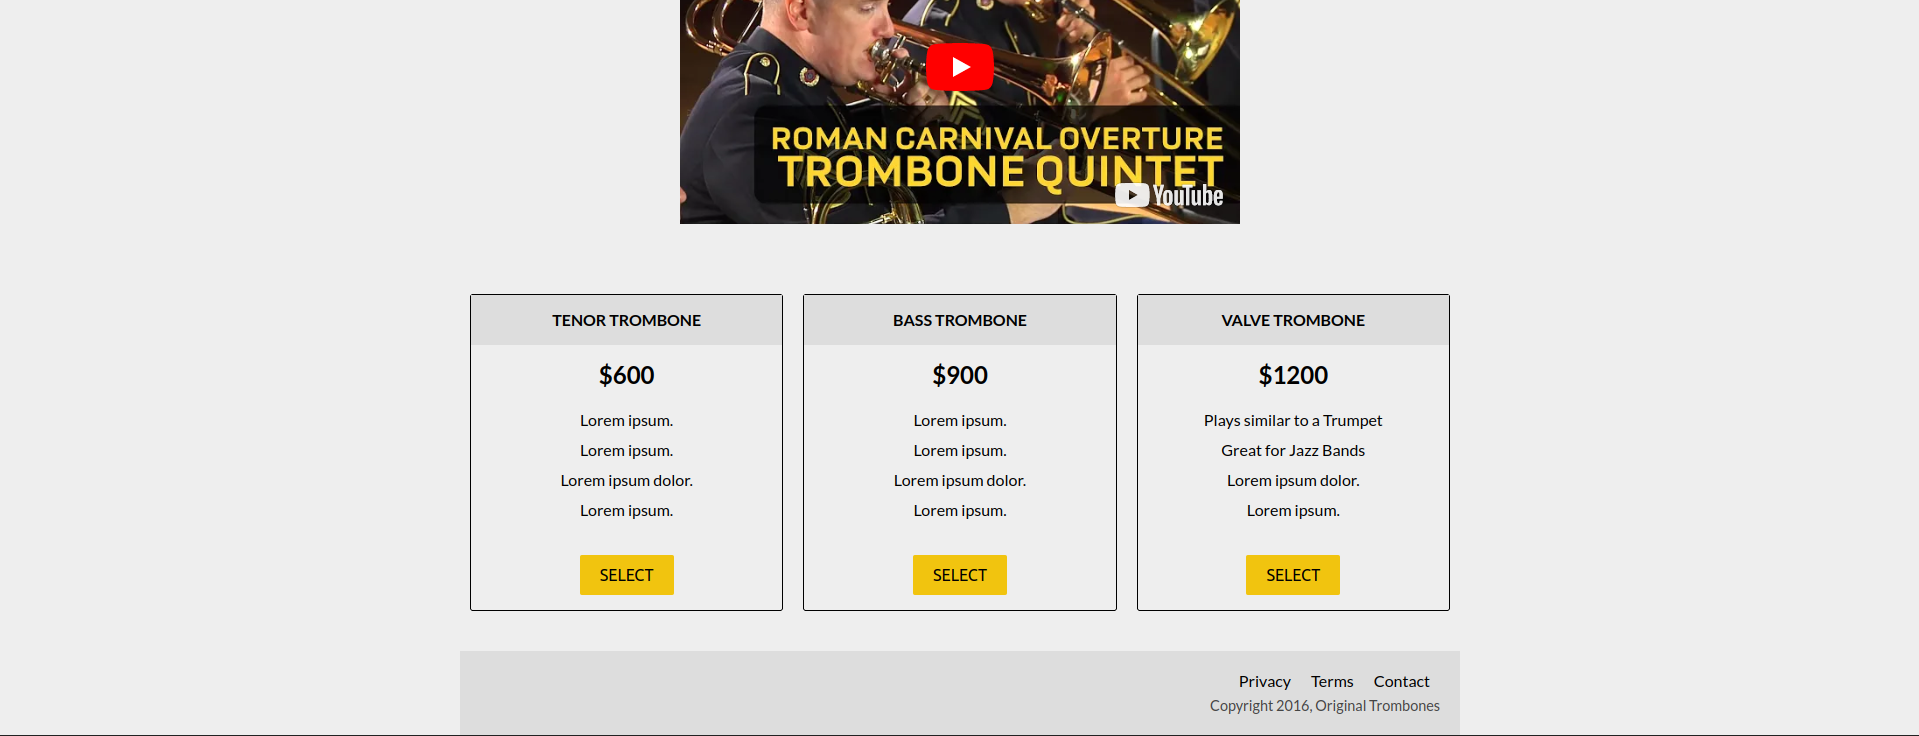 ROMAN CARNIVAL OVERTURE
TROMBONE QUINTET
YouTube
TENOR TROMBONE
$600
Lorem ipsum.
Lorem ipsum.
Lorem ipsum dolor.
Lorem ipsum.
SELECT
BASS TROMBONE
$900
Lorem ipsum.
Lorem ipsum.
Lorem ipsum dolor.
Lorem ipsum.
SELECT
VALVE TROMBONE
$1200
Plays similar to a Trumpet
Great for Jazz Bands
Lorem ipsum dolor.
Lorem ipsum.
SELECT
Privacy Terms Contact
Copyright 2016, Original Trombones